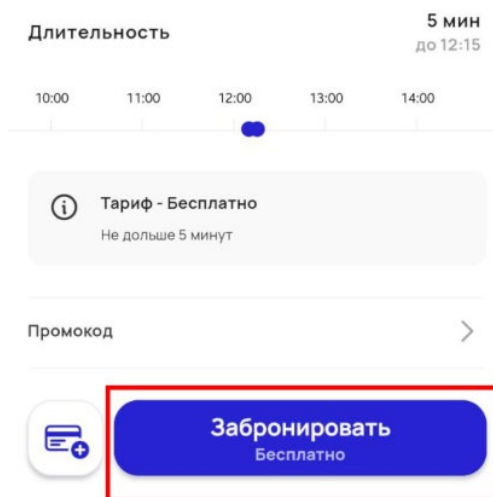 Длительность
5 мин
до 12:15
10:00 11:00 12:00 13:00 14:00
Тариф - Бесплатно
Не дольше 5 минут
Промокод
Забронировать
Бесплатно